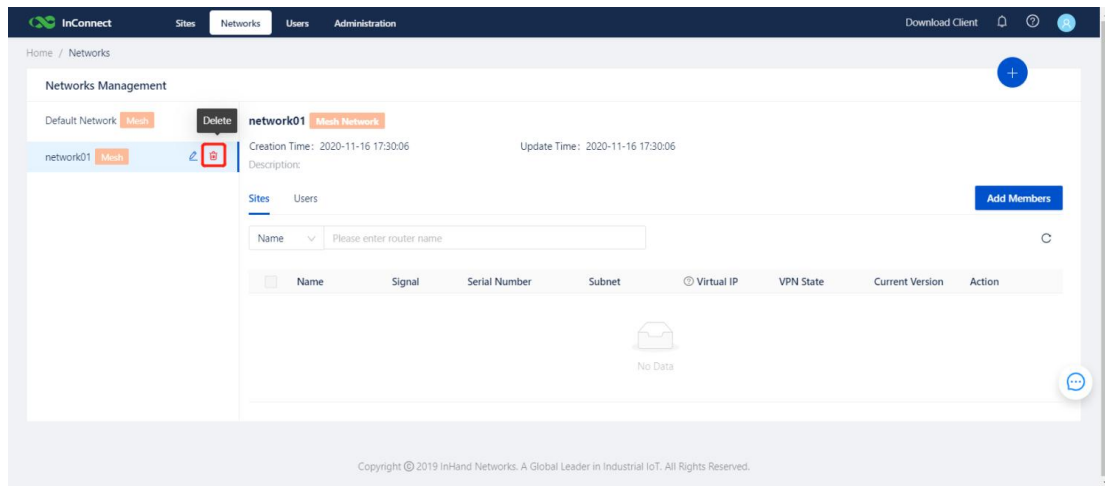 InConnect Sites Networks Users Administration Download Client
Home / Networks
Networks Management
Default Network Mesh
Delete
network01 Mesh
network01 Mesh Network
Creation Time: 2020-11-16 17:30:06 Update Time: 2020-11-16 17:30:06
Description:
Sites Users Add Members
Name Please enter router name
Name Signal Serial Number Subnet Virtual IP VPN State Current Version Action
No Data
Copyright © 2019 InHand Networks. A Global Leader in Industrial IoT. All Rights Reserved.